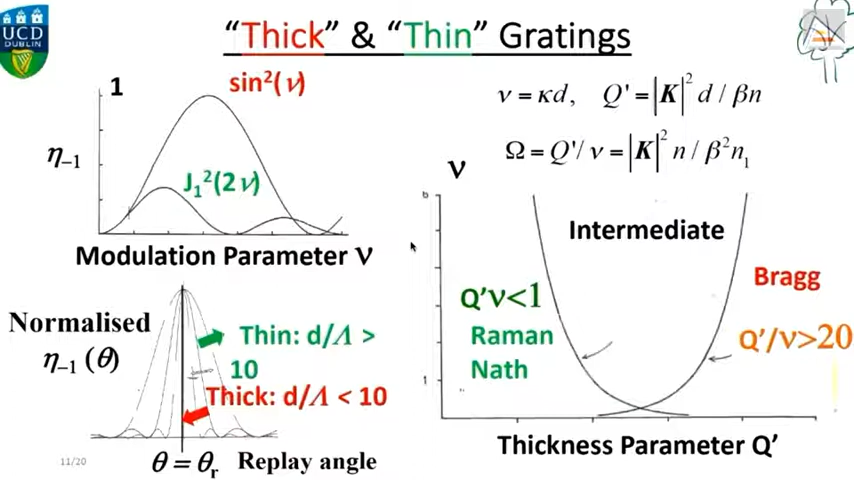 UCD
DUBLIN
“Thick” & “Thin” Gratings
1
sin²(ν)
η₋₁
J₁²(2ν)
Modulation Parameter ν
ν = κd, Q' = |K|² d / βn
Ω = Q'/ ν = |K|² n / β²n₁
ν
Intermediate
Bragg
Q’ν<1
Raman
Nath
Q’/ν>20
1
Thickness Parameter Q’
Normalised
η₋₁ (θ)
Thin: d/Λ >
10
Thick: d/Λ < 10
θ = θᵣ Replay angle
11/20